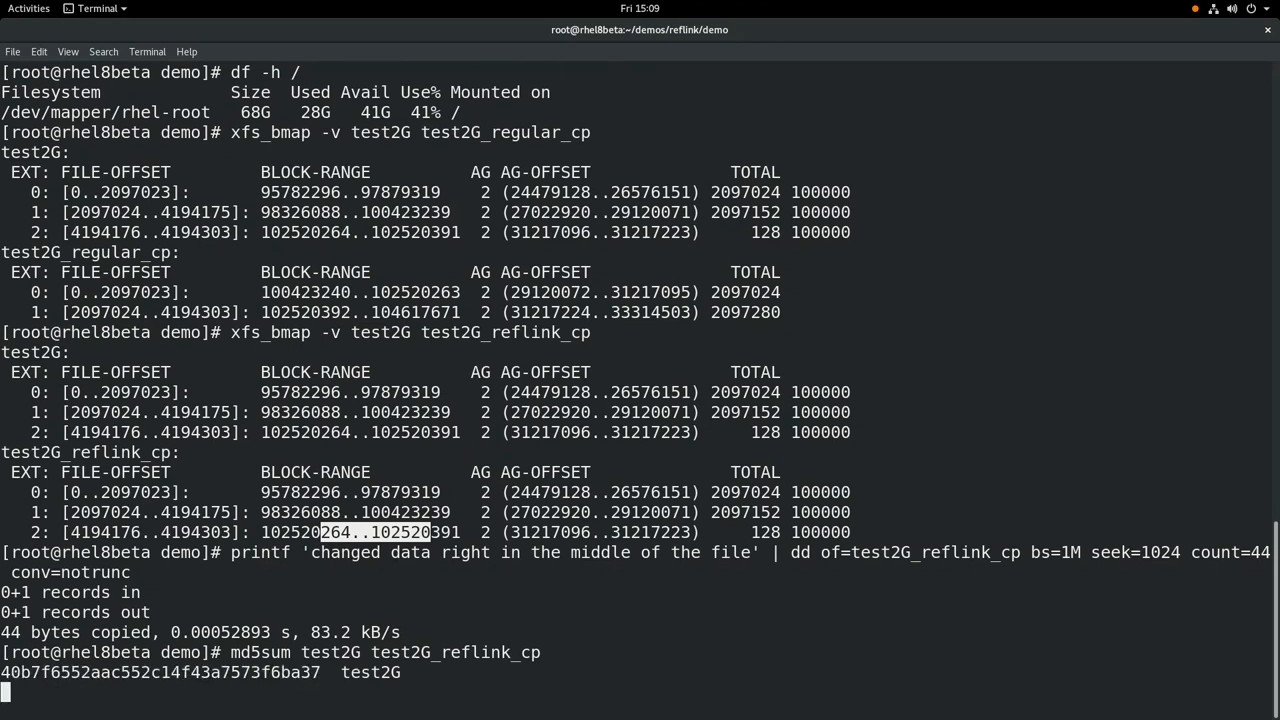 Activities Terminal Fri 15:09
root@rhel8beta:~/demos/reflink/demo ×
File Edit View Search Terminal Help
[root@rhel8beta demo]# df -h /
Filesystem Size Used Avail Use% Mounted on
/dev/mapper/rhel-root 68G 28G 41G 41% /
[root@rhel8beta demo]# xfs_bmap -v test2G test2G_regular_cp
test2G:
EXT: FILE-OFFSET BLOCK-RANGE AG AG-OFFSET TOTAL
0: [0..2097023]: 95782296..97879319 2 (24479128..26576151) 2097024 100000
1: [2097024..4194175]: 98326088..100423239 2 (27022920..29120071) 2097152 100000
2: [4194176..4194303]: 102520264..102520391 2 (31217096..31217223) 128 100000
test2G_regular_cp:
EXT: FILE-OFFSET BLOCK-RANGE AG AG-OFFSET TOTAL
0: [0..2097023]: 100423240..102520263 2 (29120072..31217095) 2097024
1: [2097024..4194303]: 102520392..104617671 2 (31217224..33314503) 2097280
[root@rhel8beta demo]# xfs_bmap -v test2G test2G_reflink_cp
test2G:
EXT: FILE-OFFSET BLOCK-RANGE AG AG-OFFSET TOTAL
0: [0..2097023]: 95782296..97879319 2 (24479128..26576151) 2097024 100000
1: [2097024..4194175]: 98326088..100423239 2 (27022920..29120071) 2097152 100000
2: [4194176..4194303]: 102520264..102520391 2 (31217096..31217223) 128 100000
test2G_reflink_cp:
EXT: FILE-OFFSET BLOCK-RANGE AG AG-OFFSET TOTAL
0: [0..2097023]: 95782296..97879319 2 (24479128..26576151) 2097024 100000
1: [2097024..4194175]: 98326088..100423239 2 (27022920..29120071) 2097152 100000
2: [4194176..4194303]: 102520264..102520391 2 (31217096..31217223) 128 100000
[root@rhel8beta demo]# printf 'changed data right in the middle of the file' | dd of=test2G_reflink_cp bs=1M seek=1024 count=44
conv=notrunc
0+1 records in
0+1 records out
44 bytes copied, 0.00052893 s, 83.2 kB/s
[root@rhel8beta demo]# md5sum test2G test2G_reflink_cp
40b7f6552aac552c14f43a7573f6ba37 test2G